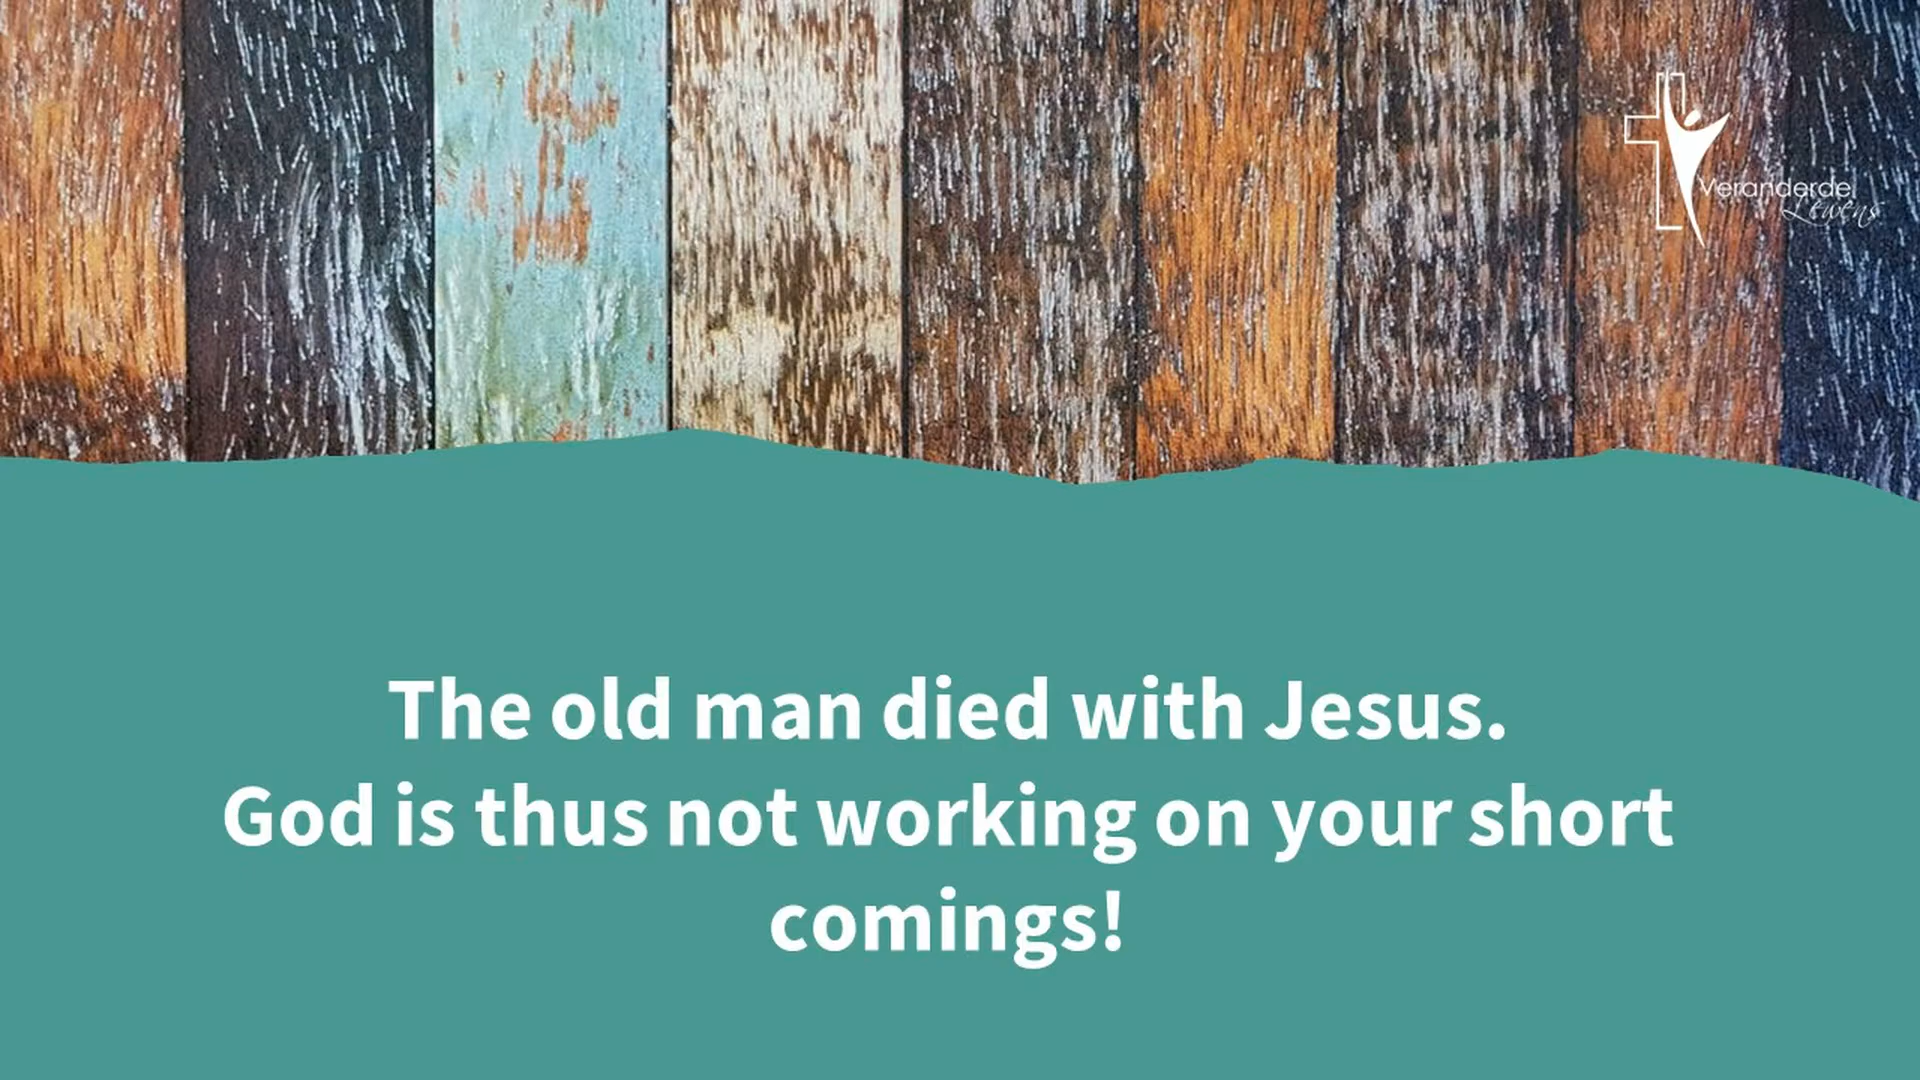 Veranderde
Lewens
The old man died with Jesus.
God is thus not working on your short
comings!